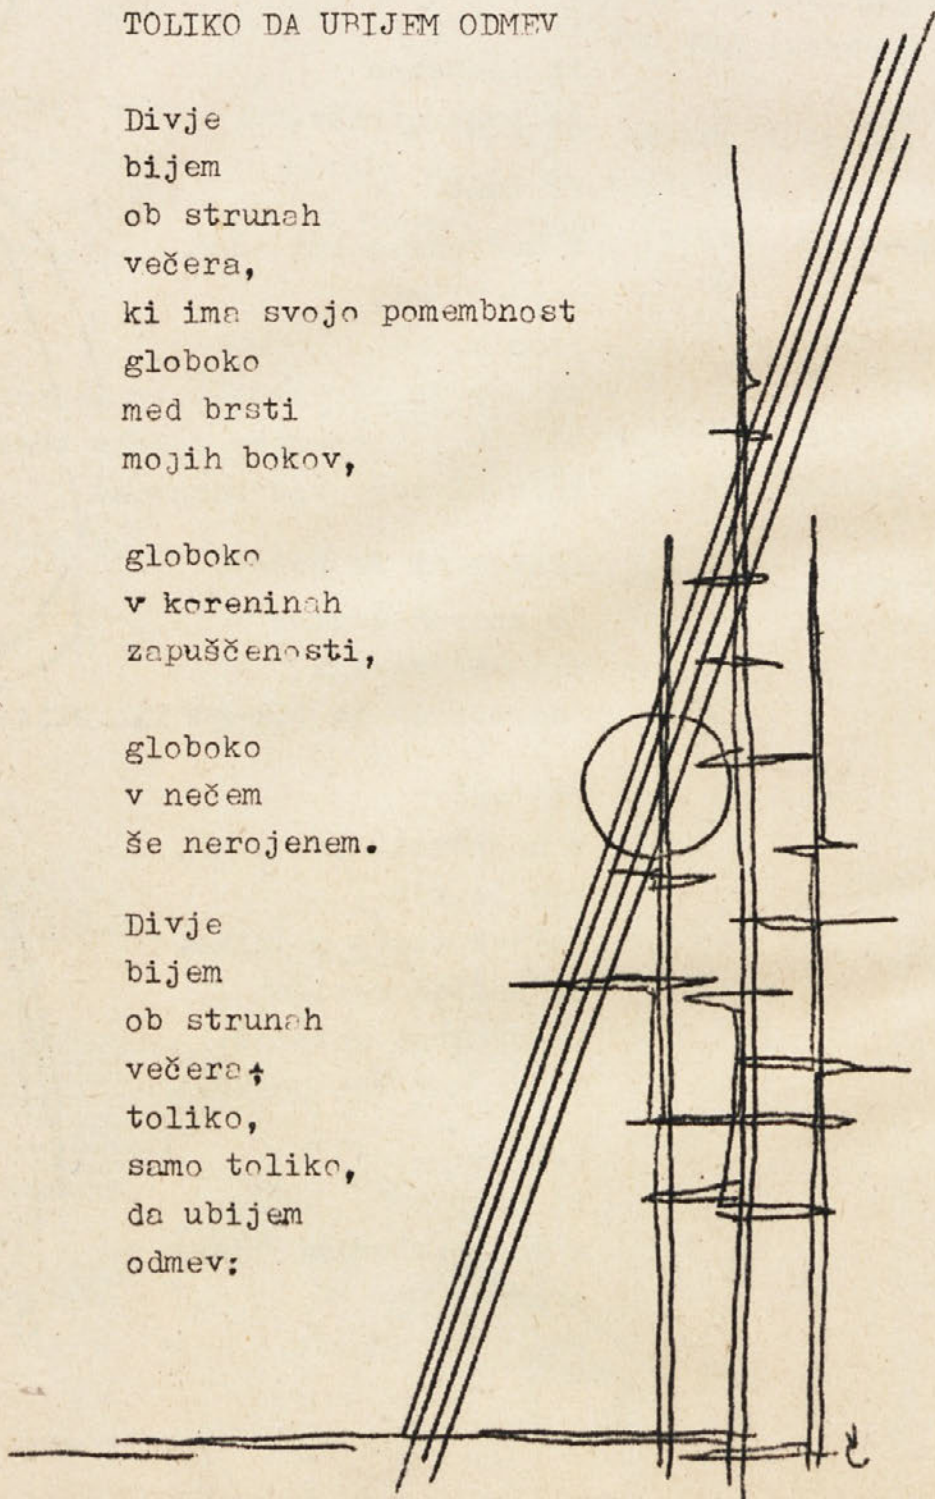 TOLIKO DA UBIJEM ODMEV

Divje
bijem
ob strunah
večera,
ki ima svojo pomembnost
globoko
med brsti
mojih bokov,

globoko
v koreninah
zapuščenosti,

globoko
v nečem
še nerojenem.

Divje
bijem
ob strunah
večera,
toliko,
samo toliko,
da ubijem
odmev: